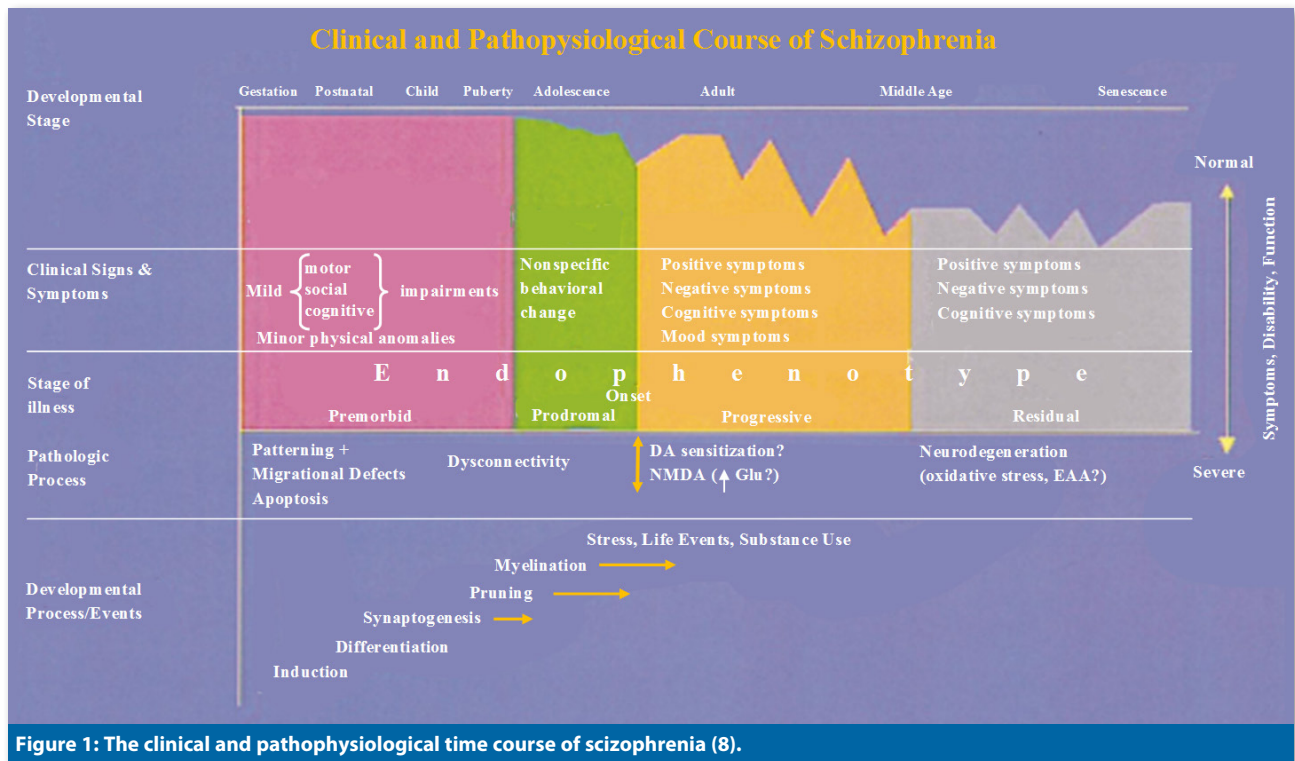 Clinical and Pathopysiological Course of Schizophrenia
Developmental
Stage
Gestation Postnatal Child Puberty Adolescence Adult Middle Age Senescence
Normal
Symptoms, Disability, Function
Severe
Clinical Signs &
Symptoms
Mild
motor
social
cognitive
impairments
Minor physical anomalies
Nonspecific
behavioral
change
Positive symptoms
Negative symptoms
Cognitive symptoms
Mood symptoms
Positive symptoms
Negative symptoms
Cognitive symptoms
Stage of
illness
E n d o p h e n o t y p e
Onset
Premorbid Prodromal Progressive Residual
Pathologic
Process
Patterning +
Migrational Defects
Apoptosis
Dysconnectivity
DA sensitization?
NMDA (↑ Glu?)
Neurodegeneration
(oxidative stress, EAA?)
Developmental
Process/Events
Stress, Life Events, Substance Use
Myelination
Pruning
Synaptogenesis
Differentiation
Induction
Figure 1: The clinical and pathophysiological time course of scizophrenia (8).